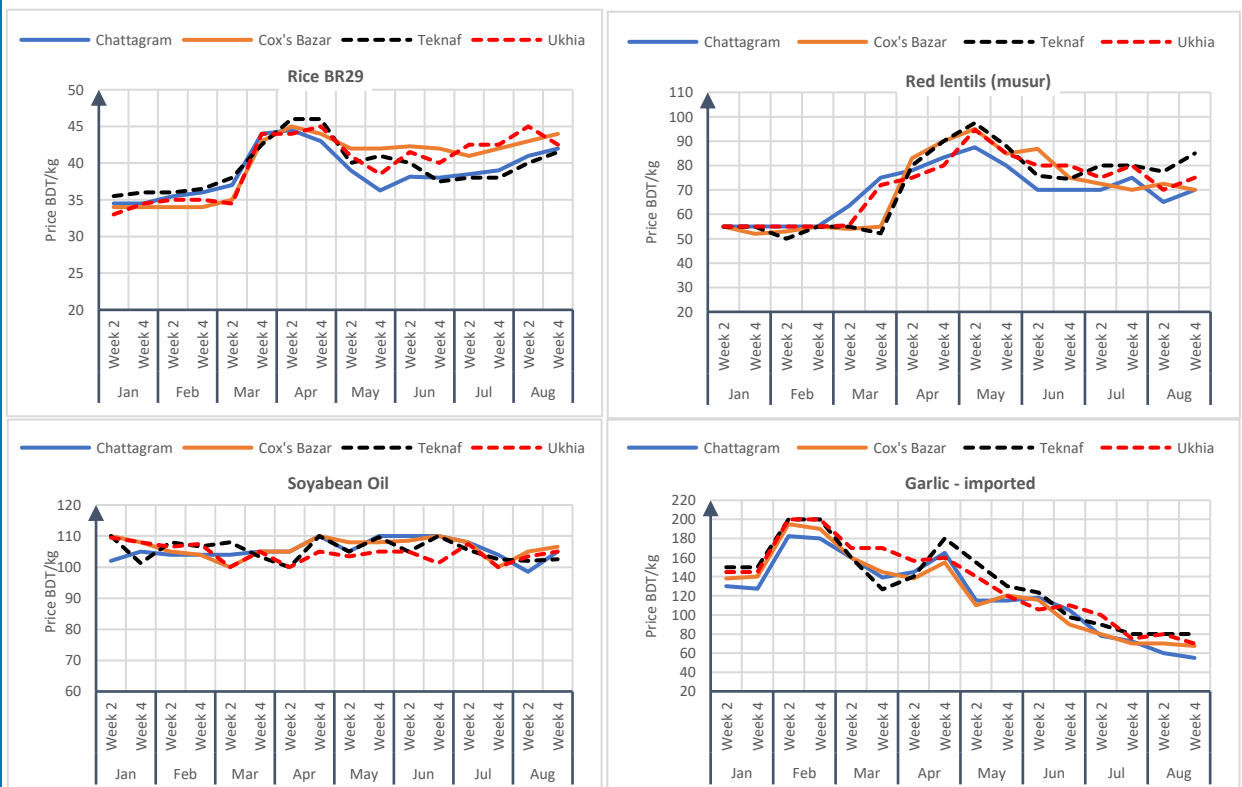 Chattagram Cox's Bazar Teknaf Ukhia
Rice BR29
Price BDT/kg
50
45
40
35
30
25
20
Week 2 Week 4 Week 2 Week 4 Week 2 Week 4 Week 2 Week 4 Week 2 Week 4 Week 2 Week 4 Week 2 Week 4 Week 2 Week 4
Jan Feb Mar Apr May Jun Jul Aug
Chattagram Cox's Bazar Teknaf Ukhia
Red lentils (musur)
Price BDT/kg
110
100
90
80
70
60
50
40
30
20
Week 2 Week 4 Week 2 Week 4 Week 2 Week 4 Week 2 Week 4 Week 2 Week 4 Week 2 Week 4 Week 2 Week 4 Week 2 Week 4
Jan Feb Mar Apr May Jun Jul Aug
Chattagram Cox's Bazar Teknaf Ukhia
Soyabean Oil
Price BDT/kg
120
110
100
90
80
70
60
Week 2 Week 4 Week 2 Week 4 Week 2 Week 4 Week 2 Week 4 Week 2 Week 4 Week 2 Week 4 Week 2 Week 4 Week 2 Week 4
Jan Feb Mar Apr May Jun Jul Aug
Chattagram Cox's Bazar Teknaf Ukhia
Garlic - imported
Price BDT/kg
220
200
180
160
140
120
100
80
60
40
20
Week 2 Week 4 Week 2 Week 4 Week 2 Week 4 Week 2 Week 4 Week 2 Week 4 Week 2 Week 4 Week 2 Week 4 Week 2 Week 4
Jan Feb Mar Apr May Jun Jul Aug